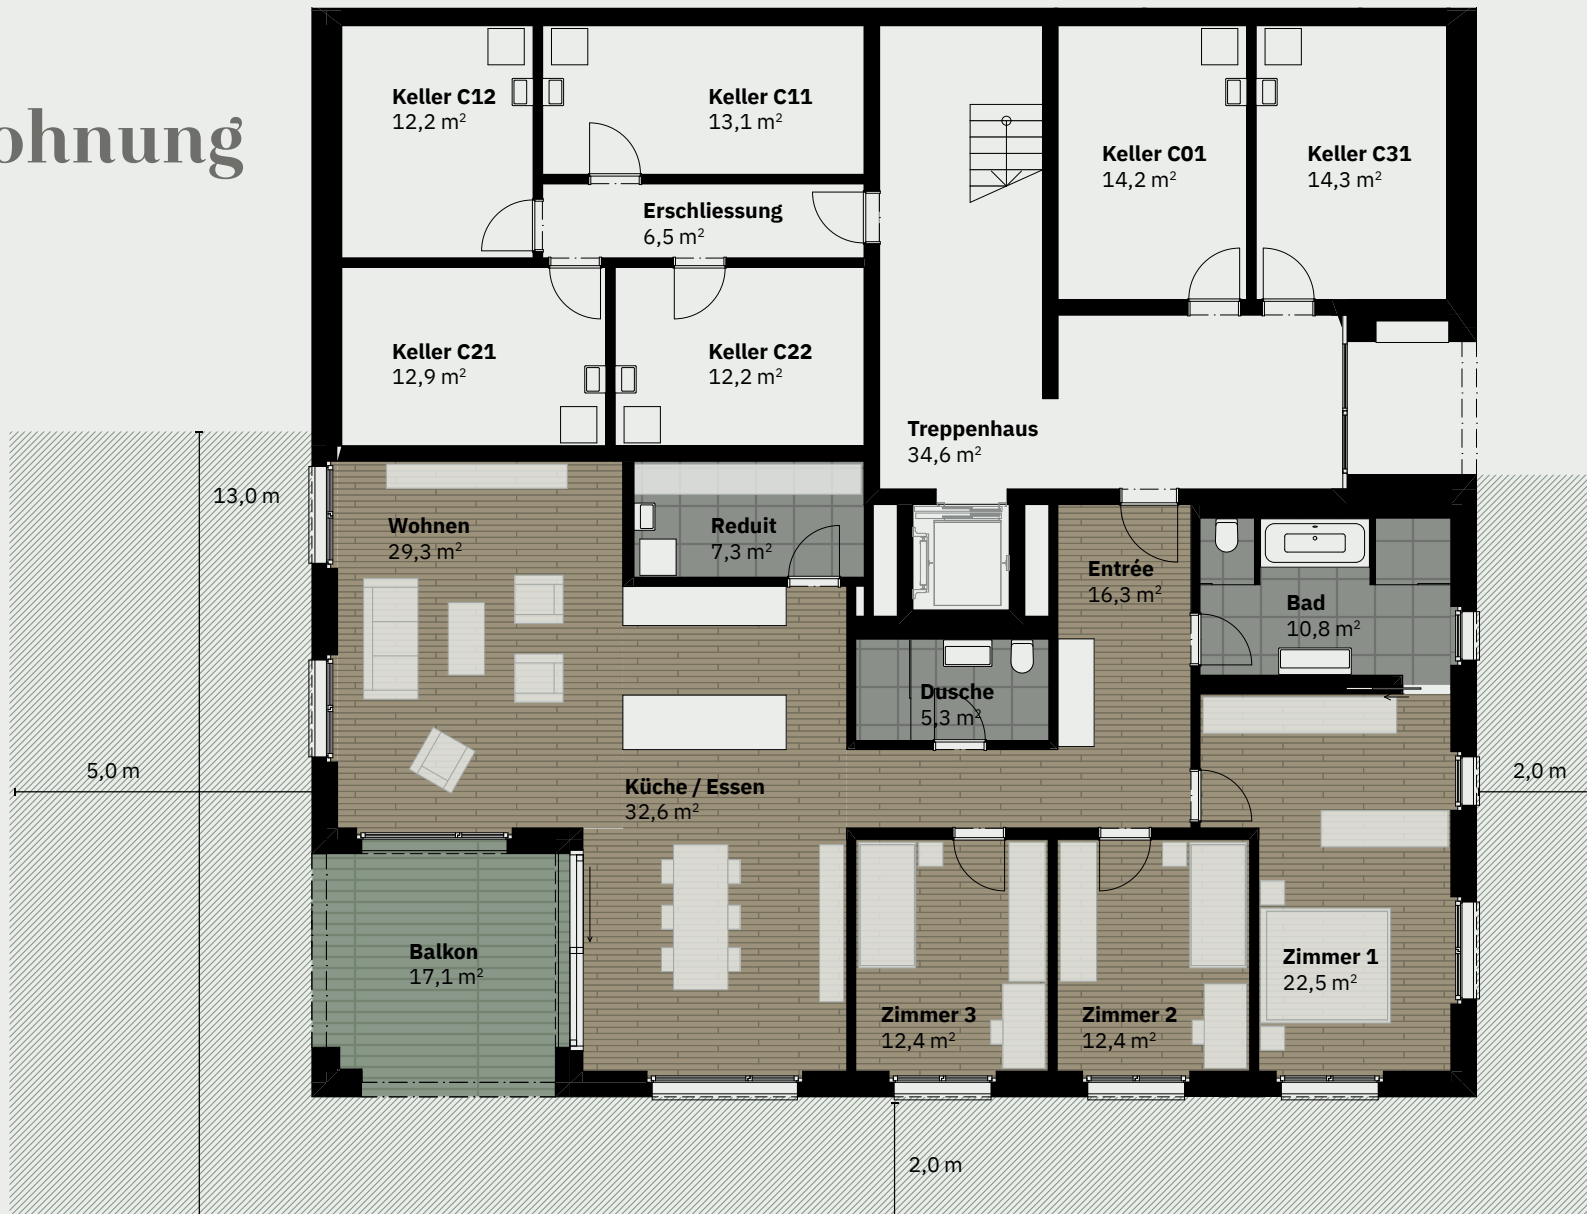 ohnung
Keller C12
12,2 m²
Keller C11
13,1 m²
Keller C01
14,2 m²
Keller C31
14,3 m²
Erschliessung
6,5 m²
Keller C21
12,9 m²
Keller C22
12,2 m²
Treppenhaus
34,6 m²
13,0 m
Wohnen
29,3 m²
Reduit
7,3 m²
Entrée
16,3 m²
Bad
10,8 m²
Dusche
5,3 m²
5,0 m
Küche / Essen
32,6 m²
2,0 m
Balkon
17,1 m²
Zimmer 3
12,4 m²
Zimmer 2
12,4 m²
Zimmer 1
22,5 m²
2,0 m